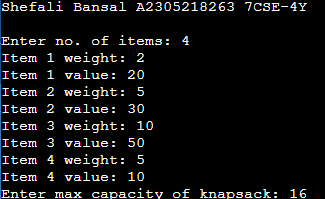 Shefali Bansal A2305218263 7CSE-4Y
Enter no. of items: 4
Item 1 weight: 2
Item 1 value: 20
Item 2 weight: 5
Item 2 value: 30
Item 3 weight: 10
Item 3 value: 50
Item 4 weight: 5
Item 4 value: 10
Enter max capacity of knapsack: 16